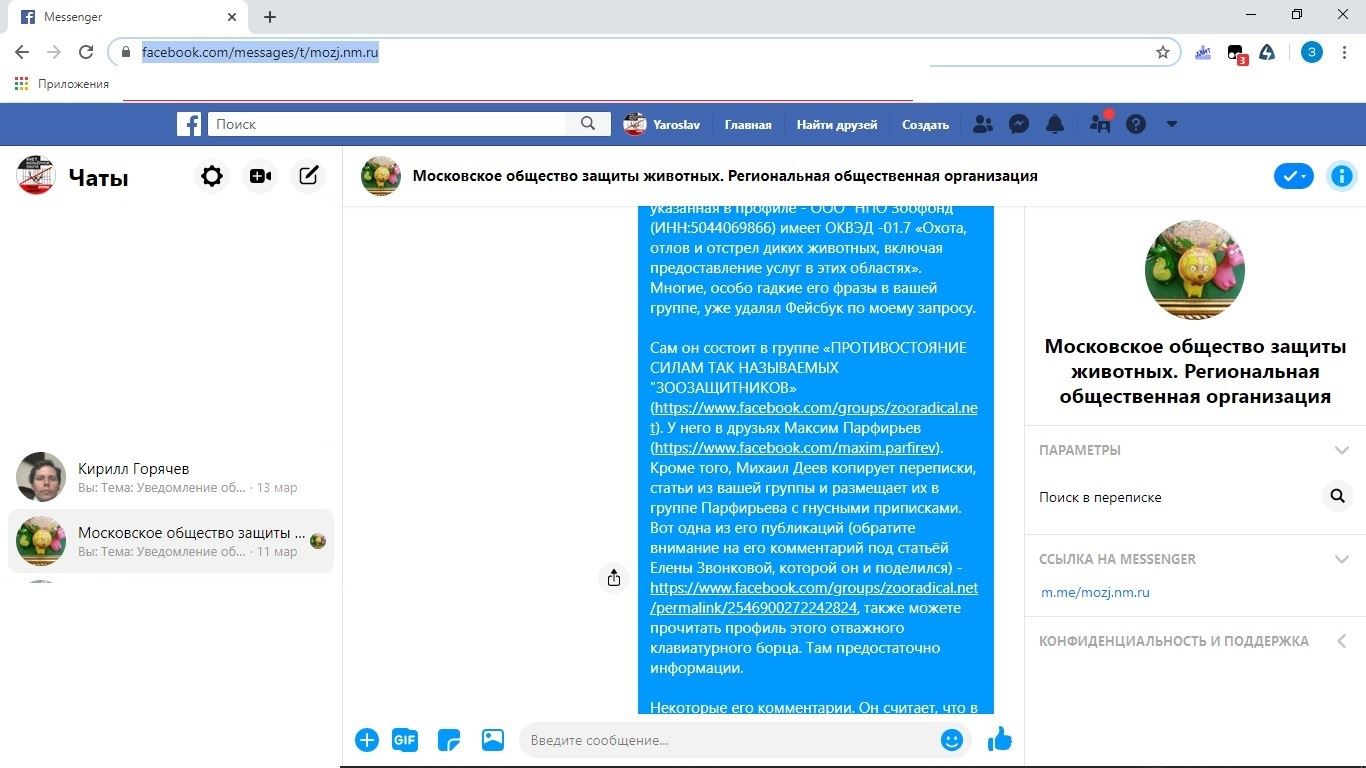 Messenger
facebook.com/messages/t/mozj.nm.ru
3
З
Приложения
Поиск
Yaroslav
Главная
Найти друзей
Создать
Чаты
Московское общество защиты животных. Региональная общественная организация
указанная в профиле - ООО "НПО Зоофонд"
(ИНН:5044069866) имеет ОКВЭД -01.7 «Охота,
отлов и отстрел диких животных, включая
предоставление услуг в этих областях».
Многие, особо гадкие его фразы в вашей
группе, уже удалял Фейсбук по моему запросу.
Сам он состоит в группе «ПРОТИВОСТОЯНИЕ
СИЛАМ ТАК НАЗЫВАЕМЫХ
"ЗООЗАЩИТНИКОВ»
(https://www.facebook.com/groups/zooradical.ne
t). У него в друзьях Максим Парфирьев
(https://www.facebook.com/maxim.parfirev).
Кроме того, Михаил Деев копирует переписки,
статьи из вашей группы и размещает их в
группе Парфирьева с гнусными приписками.
Вот одна из его публикаций (обратите
внимание на его комментарий под статьёй
Елены Звонковой, которой он и поделился) -
https://www.facebook.com/groups/zooradical.net
/permalink/2546900272242824, также можете
прочитать профиль этого отважного
клавиатурного борца. Там предостаточно
информации.
Некоторые его комментарии. Он считает, что в
Кирилл Горячев
Вы: Тема: Уведомление об... · 13 мар
Московское общество защиты ...
Вы: Тема: Уведомление об... · 11 мар
GIF
Введите сообщение...
Московское общество защиты
животных. Региональная
общественная организация
ПАРАМЕТРЫ
Поиск в переписке
ССЫЛКА НА MESSENGER
m.me/mozj.nm.ru
КОНФИДЕНЦИАЛЬНОСТЬ И ПОДДЕРЖКА